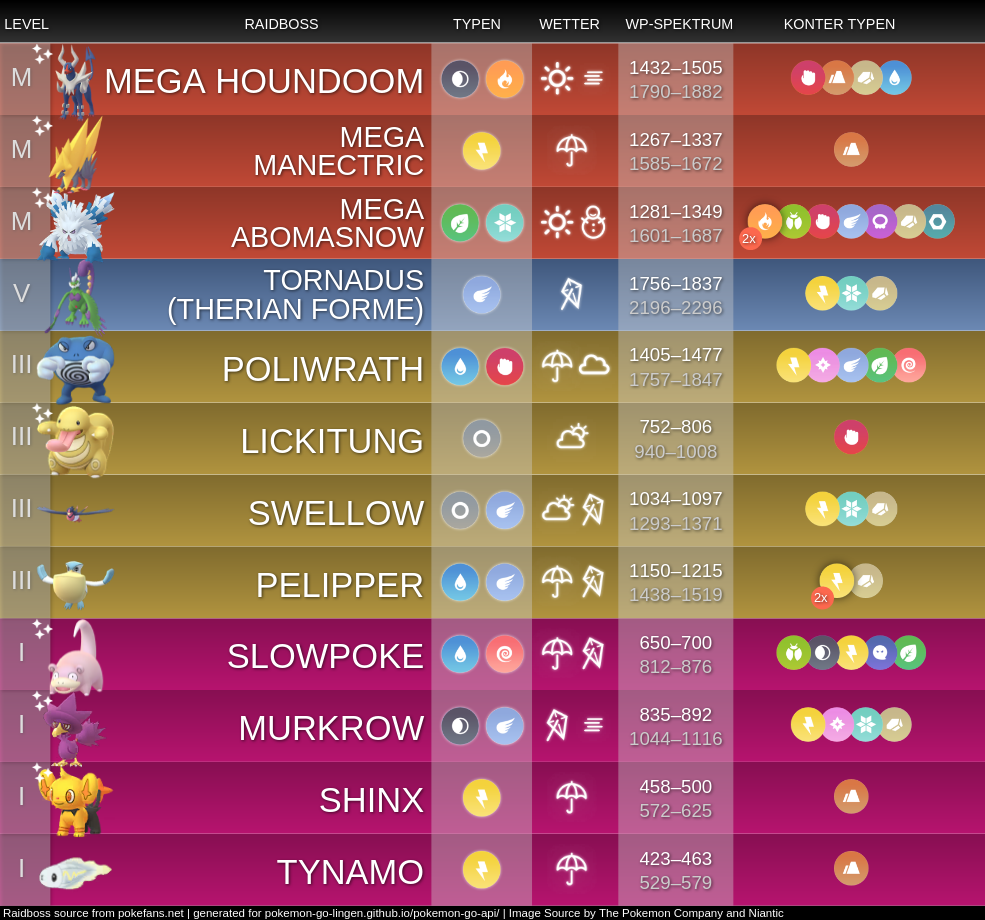 LEVEL RAIDBOSS TYPEN WETTER WP-SPEKTRUM KONTER TYPEN
M MEGA HOUNDOOM 1432–1505
1790–1882
M MEGA
MANECTRIC 1267–1337
1585–1672
M MEGA
ABOMASNOW 1281–1349
1601–1687
2x
V TORNADUS
(THERIAN FORME) 1756–1837
2196–2296
III POLIWRATH 1405–1477
1757–1847
III LICKITUNG 752–806
940–1008
III SWELLOW 1034–1097
1293–1371
III PELIPPER 1150–1215
1438–1519
2x
I SLOWPOKE 650–700
812–876
I MURKROW 835–892
1044–1116
I SHINX 458–500
572–625
I TYNAMO 423–463
529–579
Raidboss source from pokefans.net | generated for pokemon-go-lingen.github.io/pokemon-go-api/ | Image Source by The Pokemon Company and Niantic